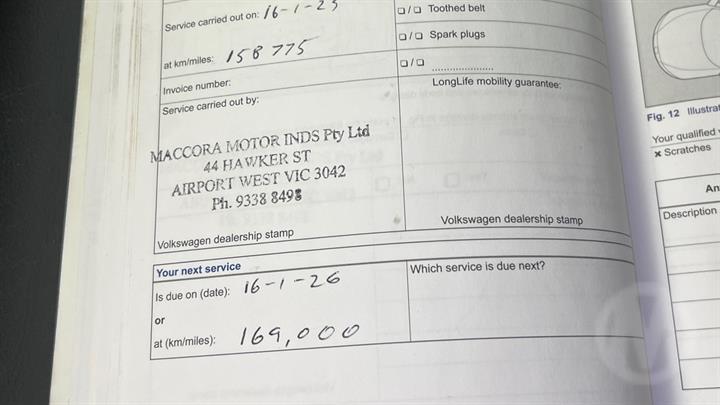 Service carried out on: 16-1-25
☐ / ☐ Toothed belt
☐ / ☐ Spark plugs
at km/miles: 158 775
☐ / ☐ ......................
Invoice number:
LongLife mobility guarantee:
Service carried out by:
MACCORA MOTOR INDS Pty Ltd
44 HAWKER ST
AIRPORT WEST VIC 3042
Ph. 9338 8498
Volkswagen dealership stamp
Volkswagen dealership stamp
Your next service
Is due on (date): 16-1-26
or
at (km/miles): 169,000
Which service is due next?
Fig. 12
Your qualified
× Scratches
Description